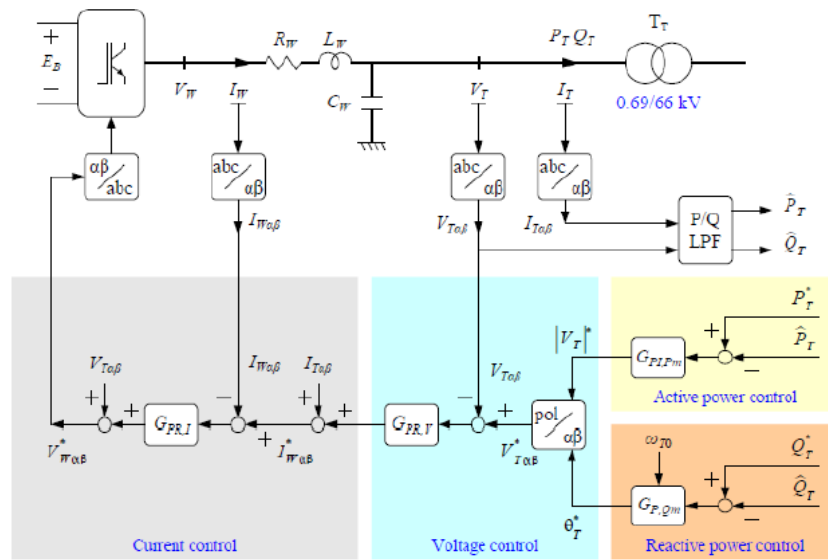 +
E_B
−
V_W
I_W
R_W
L_W
C_W
V_T
I_T
P_T Q_T
T_T
0.69/66 kV
αβ/abc
abc/αβ
abc/αβ
abc/αβ
I_Wαβ
V_Tαβ
I_Tαβ
P/Q
LPF
P̂_T
Q̂_T
V_Tαβ
I_Wαβ
I_Tαβ
V_Tαβ
|V_T|*
G_PI,Pm
+
−
P*_T
P̂_T
Active power control
+
+
G_PR,I
−
+
+
+
G_PR,V
−
+
pol/αβ
V*_Wαβ
I*_Wαβ
V*_Tαβ
θ*_T
ω_T0
G_P,Qm
+
−
Q*_T
Q̂_T
Current control
Voltage control
Reactive power control